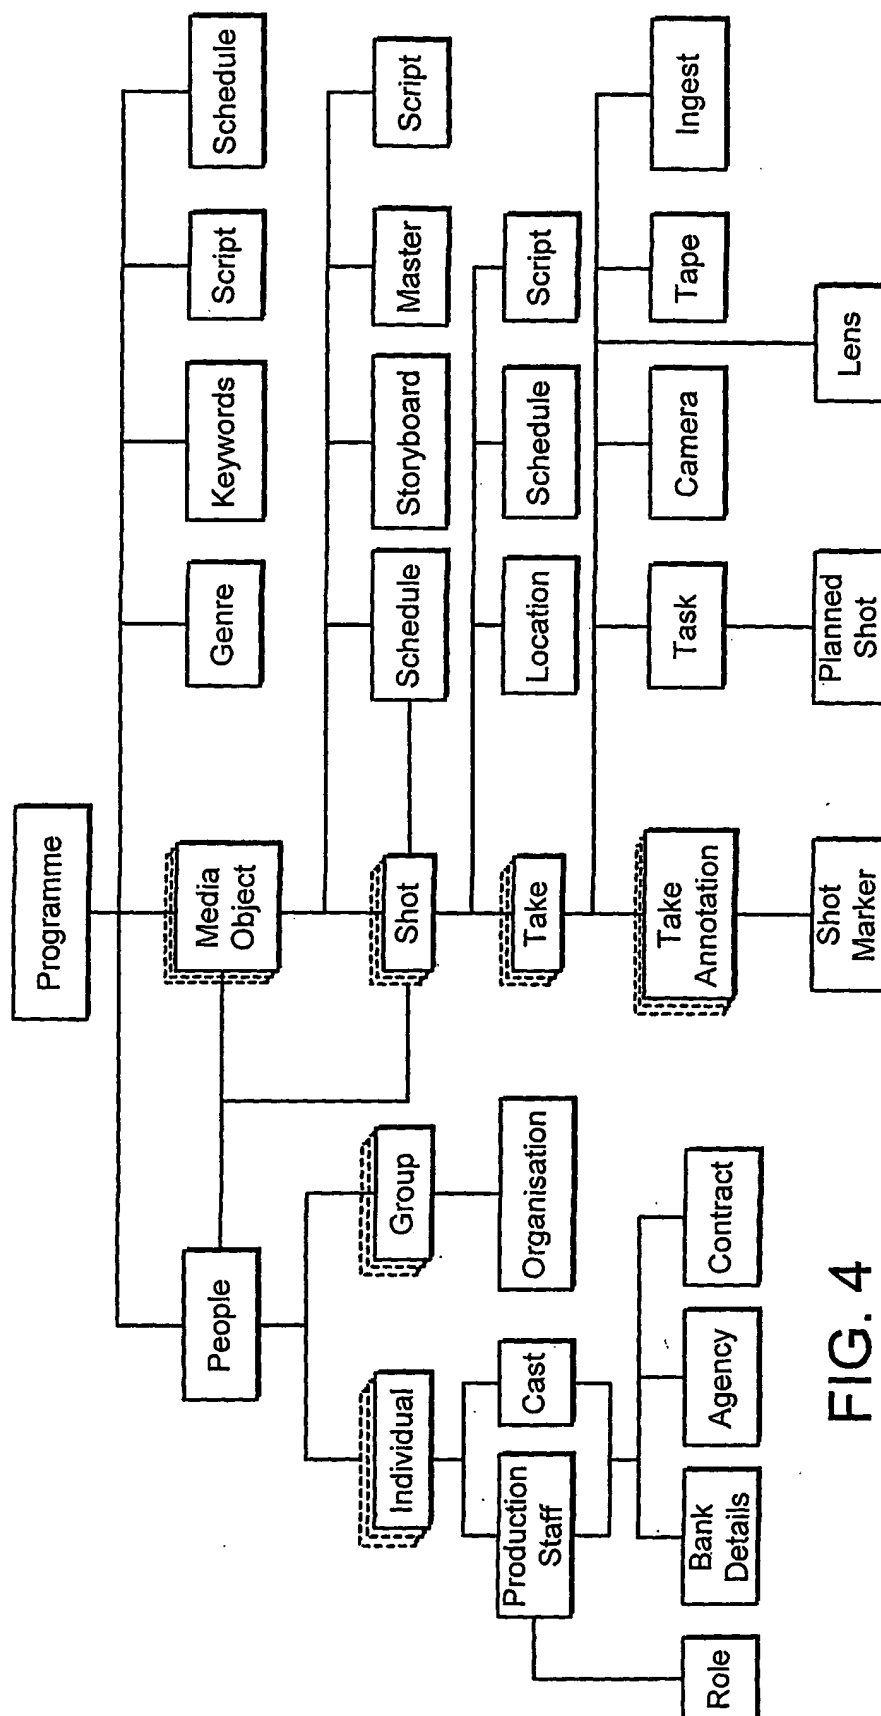 Programme
People
Media
Object
Genre
Keywords
Script
Schedule
Individual
Group
Shot
Schedule
Storyboard
Master
Script
Production
Staff
Cast
Organisation
Take
Location
Schedule
Script
Role
Bank
Details
Agency
Contract
Take
Annotation
Task
Camera
Tape
Ingest
Shot
Marker
Planned
Shot
Lens
FIG. 4